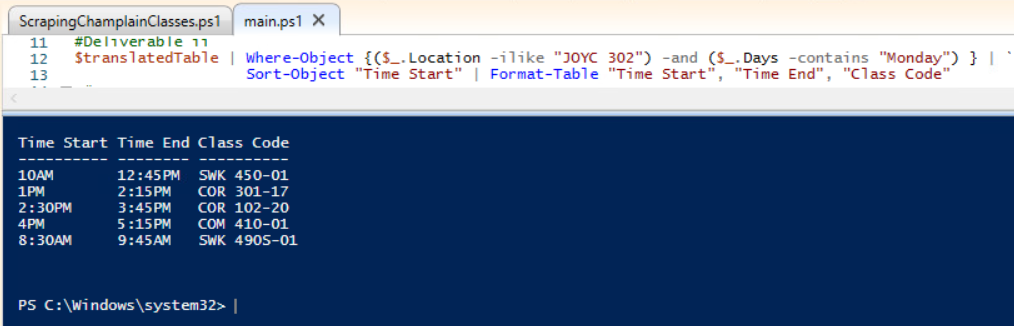 ScrapingChamplainClasses.ps1 main.ps1 X
11 #Deliverable ii
12 $translatedTable | Where-Object {($_.Location -ilike "JOYC 302") -and ($_.Days -contains "Monday") } | `
13 Sort-Object "Time Start" | Format-Table "Time Start", "Time End", "Class Code"
Time Start Time End Class Code
---------- -------- ----------
10AM 12:45PM SWK 450-01
1PM 2:15PM COR 301-17
2:30PM 3:45PM COR 102-20
4PM 5:15PM COM 410-01
8:30AM 9:45AM SWK 490S-01
PS C:\Windows\system32>